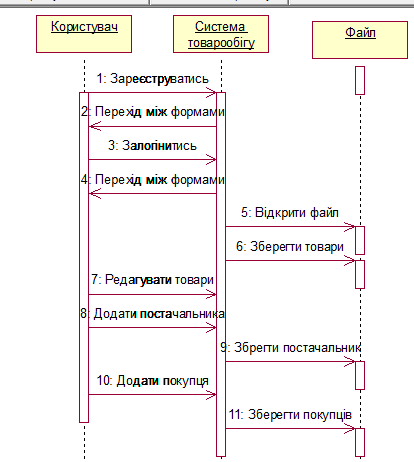 Користувач
Система
товарообігу
Файл
1: Зареєструватись
2: Перехід між формами
3: Залогінитись
4: Перехід між формами
5: Відкрити файл
6: Зберегти товари
7: Редагувати товари
8: Додати постачальника
9: Збрегти постачальник
10: Додати покупця
11: Зберегти покупців